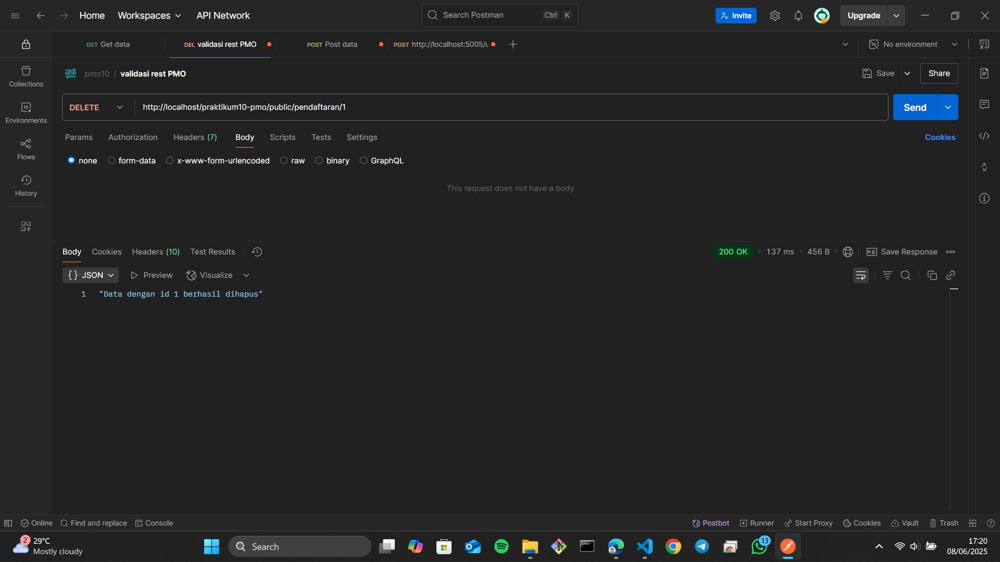 Home Workspaces API Network Search Postman Ctrl K Invite Upgrade
GET Get data DEL validasi rest PMO POST Post data POST http://localhost:5005/u No environment
HTTP pmo10 / validasi rest PMO Save Share
Collections
DELETE http://localhost/praktikum10-pmo/public/pendaftaran/1 Send
Environments
Params Authorization Headers (7) Body Scripts Tests Settings Cookies
none form-data x-www-form-urlencoded raw binary GraphQL
Flows
This request does not have a body
History
Body Cookies Headers (10) Test Results 200 OK 137 ms 456 B e.g. Save Response
{} JSON Preview Visualize
1 "Data dengan id 1 berhasil dihapus"
Online Find and replace Console Postbot Runner Start Proxy Cookies Vault Trash
2 29°C
Mostly cloudy
Search
13
17:20
08/06/2025